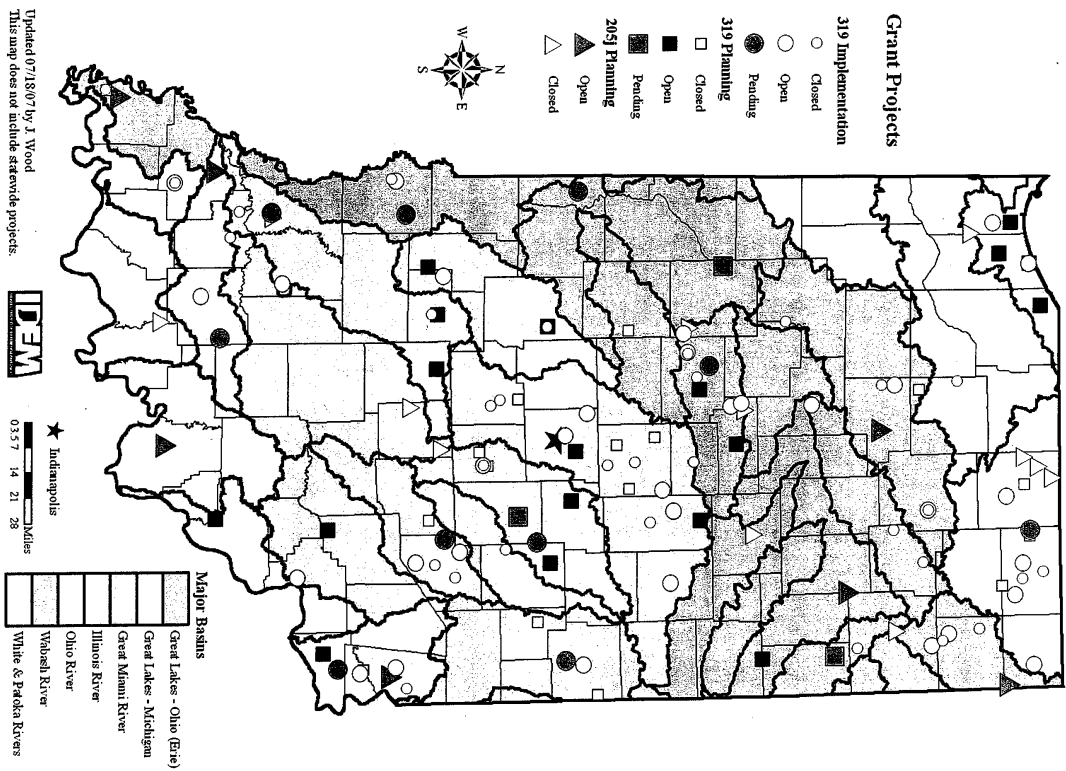 Grant Projects
319 Implementation
Closed
Open
Pending
319 Planning
Closed
Open
Pending
205j Planning
Open
Closed
N
W
E
S
Updated 07/18/07 by J. Wood
This map does not include statewide projects.
IDEM
Indianapolis
0 3.5 7 14 21 28
Miles
Major Basins
Great Lakes - Ohio (Erie)
Great Lakes - Michigan
Great Miami River
Illinois River
Ohio River
Wabash River
White & Patoka Rivers